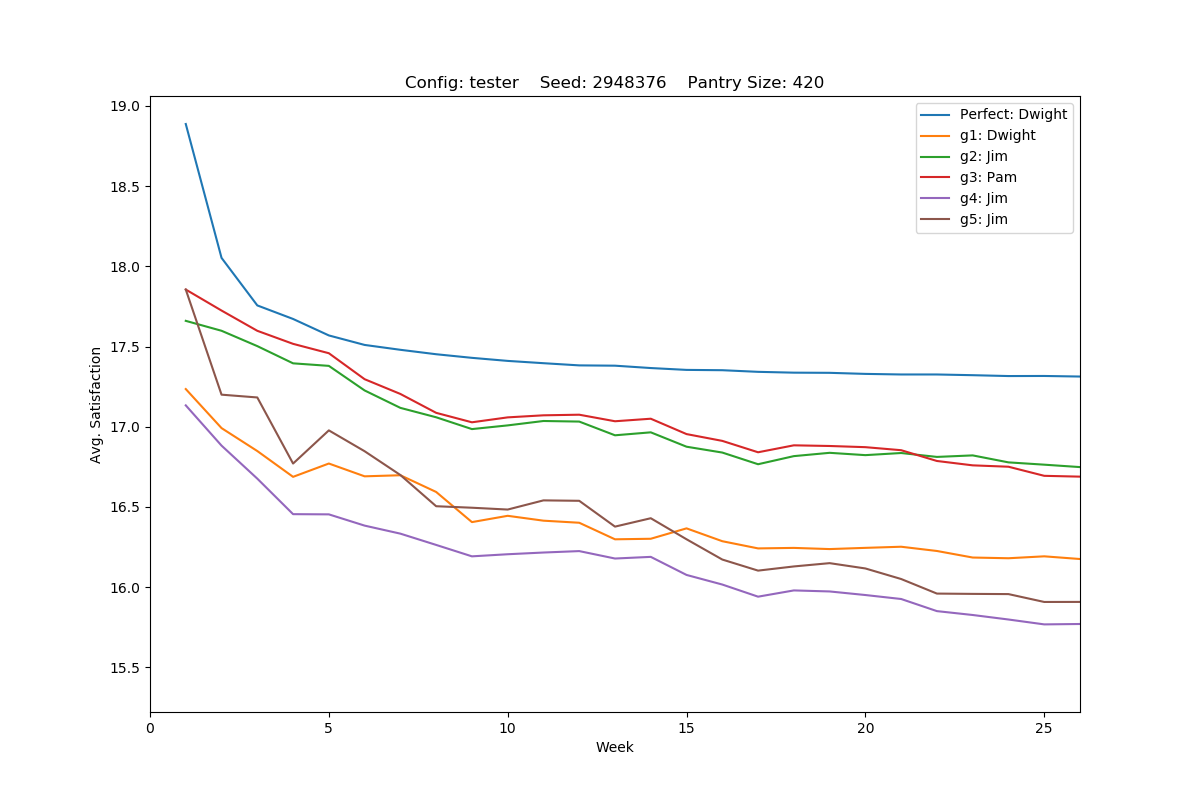 Config: tester    Seed: 2948376    Pantry Size: 420
19.0
18.5
18.0
17.5
17.0
16.5
16.0
15.5
Avg. Satisfaction
Perfect: Dwight
g1: Dwight
g2: Jim
g3: Pam
g4: Jim
g5: Jim
0 5 10 15 20 25
Week